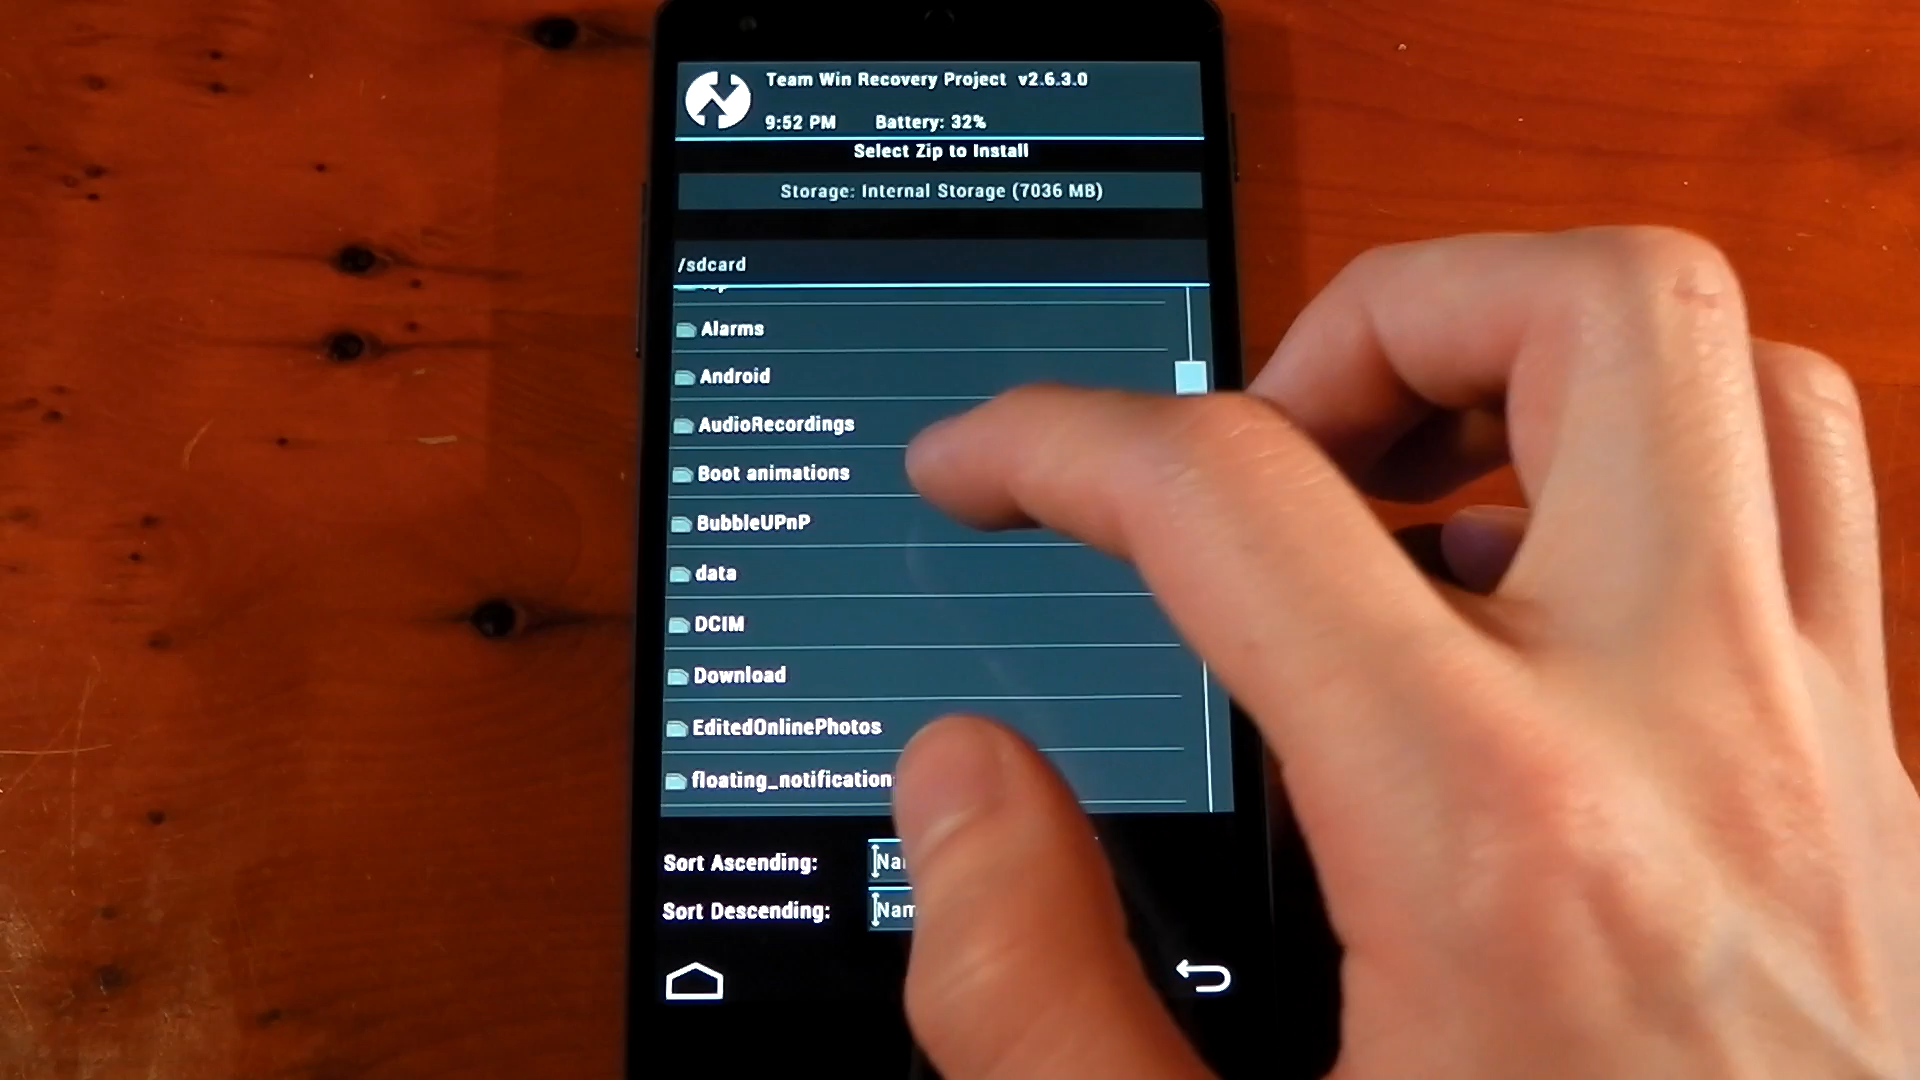 Team Win Recovery Project v2.6.3.0
9:52 PM Battery: 32%
Select Zip to Install
Storage: Internal Storage (7036 MB)
/sdcard
Alarms
Android
AudioRecordings
Boot animations
BubbleUPnP
data
DCIM
Download
EditedOnlinePhotos
floating_notification
Sort Ascending:
Sort Descending: